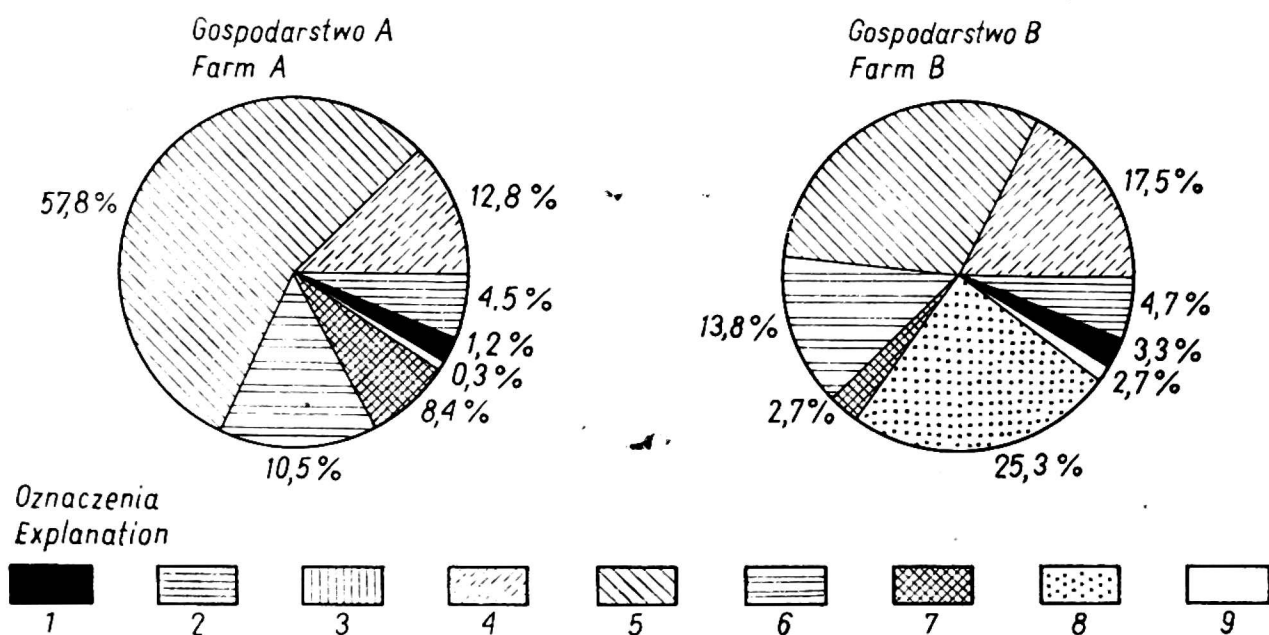 Gospodarstwo A
Farm A
57,8%
12,8%
4,5%
1,2%
0,3%
8,4%
10,5%
Gospodarstwo B
Farm B
17,5%
4,7%
3,3%
2,7%
25,3%
2,7%
13,8%
Oznaczenia
Explanation
1 2 3 4 5 6 7 8 9